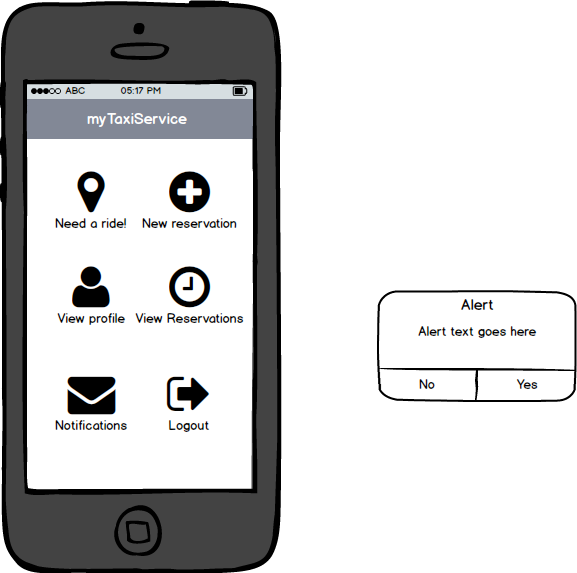 ABC 05:17 PM
myTaxiService
Need a ride! New reservation
View profile View Reservations
Notifications Logout
Alert
Alert text goes here
No Yes